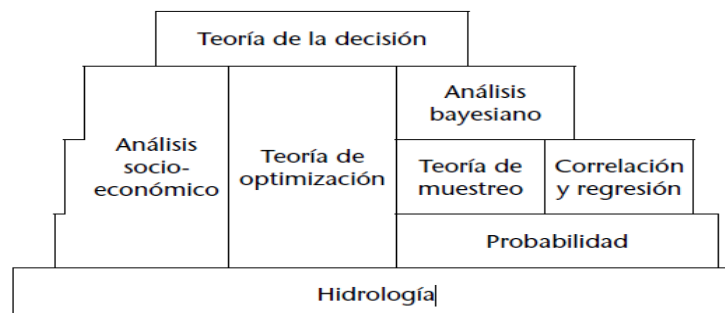 Teoría de la decisión
Análisis
bayesiano
Análisis
socio-
económico
Teoría de
optimización
Teoría de
muestreo
Correlación
y regresión
Probabilidad
Hidrología